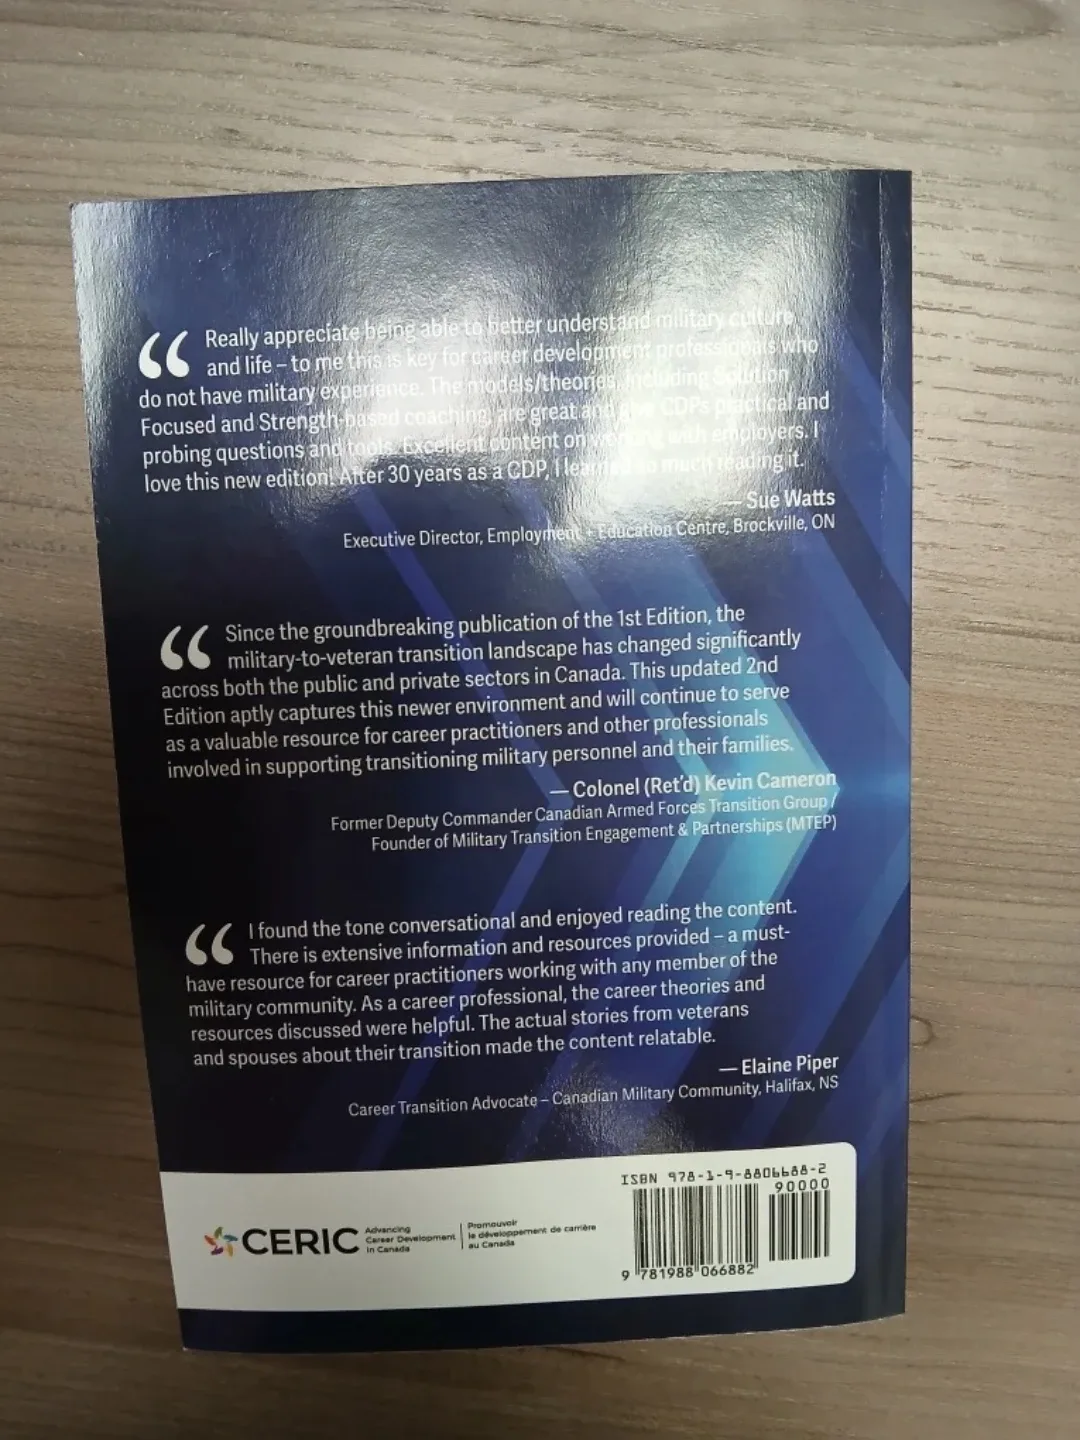 “ Really appreciate being able to better understand military culture
and life – to me this is key for career development professionals who
do not have military experience. The models/theories, including Solution
Focused and Strength-based coaching, are great and give CDPs practical and
probing questions and tools. Excellent content on working with employers. I
love this new edition! After 30 years as a CDP, I learned so much reading it.
— Sue Watts
Executive Director, Employment + Education Centre, Brockville, ON
“ Since the groundbreaking publication of the 1st Edition, the
military-to-veteran transition landscape has changed significantly
across both the public and private sectors in Canada. This updated 2nd
Edition aptly captures this newer environment and will continue to serve
as a valuable resource for career practitioners and other professionals
involved in supporting transitioning military personnel and their families.
— Colonel (Ret’d) Kevin Cameron
Former Deputy Commander Canadian Armed Forces Transition Group /
Founder of Military Transition Engagement & Partnerships (MTEP)
“ I found the tone conversational and enjoyed reading the content.
There is extensive information and resources provided – a must-
have resource for career practitioners working with any member of the
military community. As a career professional, the career theories and
resources discussed were helpful. The actual stories from veterans
and spouses about their transition made the content relatable.
— Elaine Piper
Career Transition Advocate – Canadian Military Community, Halifax, NS
CERIC
Advancing
Career Development
in Canada
Promouvoir
le développement de carrière
au Canada
ISBN 978-1-9-8806688-2
90000
9 781988 066882